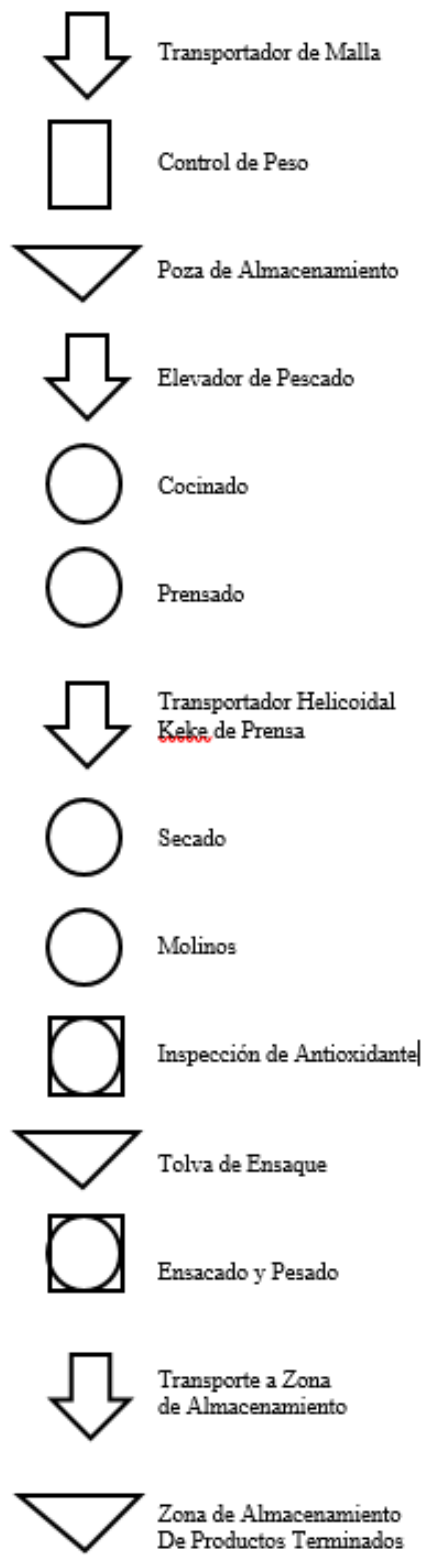 Transportador de Malla
Control de Peso
Poza de Almacenamiento
Elevador de Pescado
Cocinado
Prensado
Transportador Helicoidal
Keke de Prensa
Secado
Molinos
Inspección de Antioxidante
Tolva de Ensaque
Ensacado y Pesado
Transporte a Zona
de Almacenamiento
Zona de Almacenamiento
De Productos Terminados